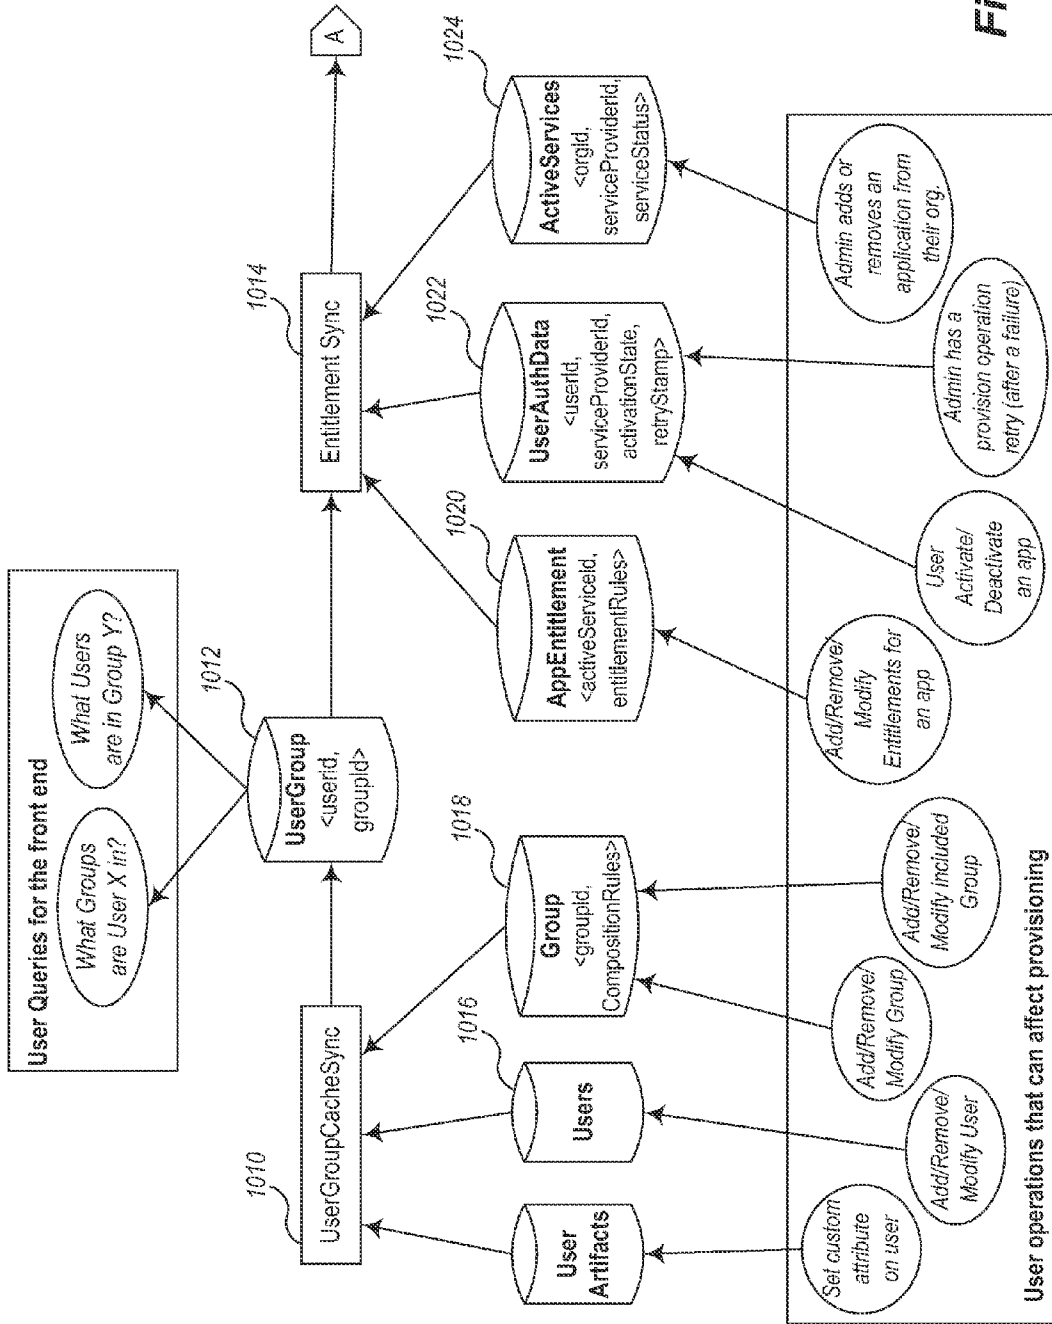 User Queries for the front end
What Groups
are User X in?
What Users
are in Group Y?
1010
UserGroupCacheSync
1012
UserGroup
<userId,
groupId>
1014
Entitlement Sync
A
User
Artifacts
1016
Users
1018
Group
<groupId,
CompositionRules>
1020
AppEntitlement
<activeServiceId,
entitlementRules>
1022
UserAuthData
<userId,
serviceProviderId,
activationState,
retryStamp>
1024
ActiveServices
<orgId,
serviceProviderId,
serviceStatus>
Set custom
attribute
on user
Add/Remove/
Modify User
Add/Remove/
Modify Group
Add/Remove/
Modify included
Group
Add/Remove/
Modify
Entitlements for
an app
User
Activate/
Deactivate
an app
Admin has a
provision operation
retry (after a failure)
Admin adds or
removes an
application from
their org.
User operations that can affect provisioning